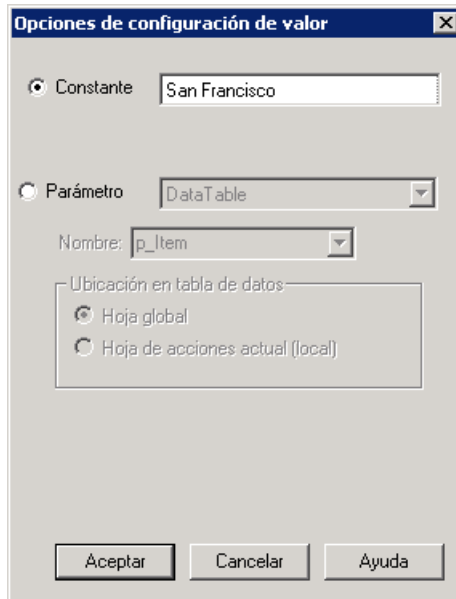 Opciones de configuración de valor
Constante San Francisco
Parámetro DataTable
Nombre: p_Item
Ubicación en tabla de datos
Hoja global
Hoja de acciones actual (local)
Aceptar Cancelar Ayuda